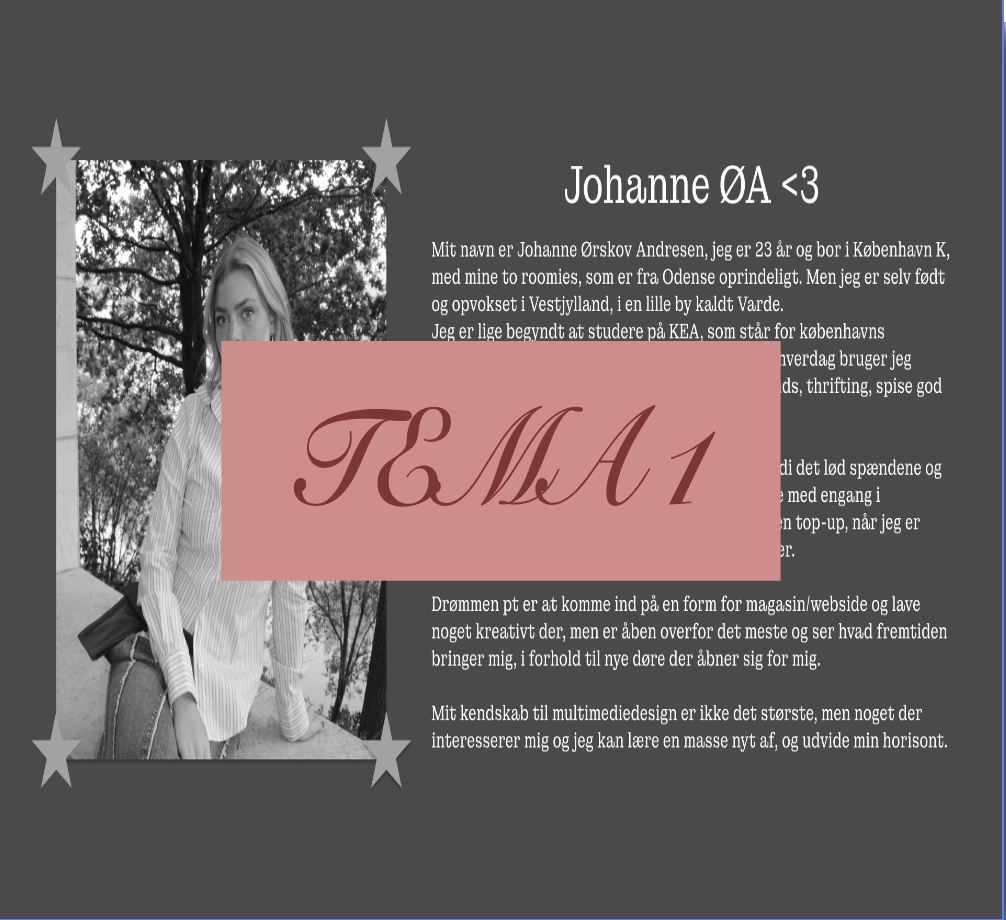 Johanne ØA <3
Mit navn er Johanne Ørskov Andresen, jeg er 23 år og bor i København K,
med mine to roomies, som er fra Odense oprindeligt. Men jeg er selv født
og opvokset i Vestjylland, i en lille by kaldt Varde.
Jeg er lige begyndt at studere på KEA, som står for københavns
hverdag bruger jeg
thrifting, spise god
TEMA 1
det lød spændene og
med engang i
top-up, når jeg er
Drømmen pt er at komme ind på en form for magasin/webside og lave
noget kreativt der, men er åben overfor det meste og ser hvad fremtiden
bringer mig, i forhold til nye døre der åbner sig for mig.
Mit kendskab til multimediedesign er ikke det største, men noget der
interesserer mig og jeg kan lære en masse nyt af, og udvide min horisont.